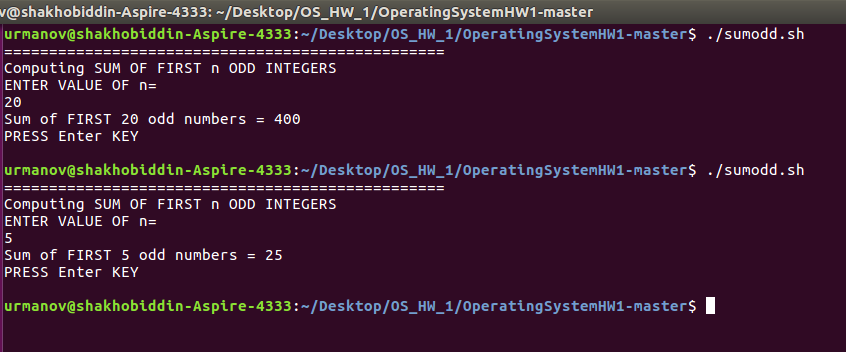 v@shakhobiddin-Aspire-4333: ~/Desktop/OS_HW_1/OperatingSystemHW1-master
urmanov@shakhobiddin-Aspire-4333:~/Desktop/OS_HW_1/OperatingSystemHW1-master$ ./sumodd.sh
=================================================
Computing SUM OF FIRST n ODD INTEGERS
ENTER VALUE OF n=
20
Sum of FIRST 20 odd numbers = 400
PRESS Enter KEY
urmanov@shakhobiddin-Aspire-4333:~/Desktop/OS_HW_1/OperatingSystemHW1-master$ ./sumodd.sh
=================================================
Computing SUM OF FIRST n ODD INTEGERS
ENTER VALUE OF n=
5
Sum of FIRST 5 odd numbers = 25
PRESS Enter KEY
urmanov@shakhobiddin-Aspire-4333:~/Desktop/OS_HW_1/OperatingSystemHW1-master$